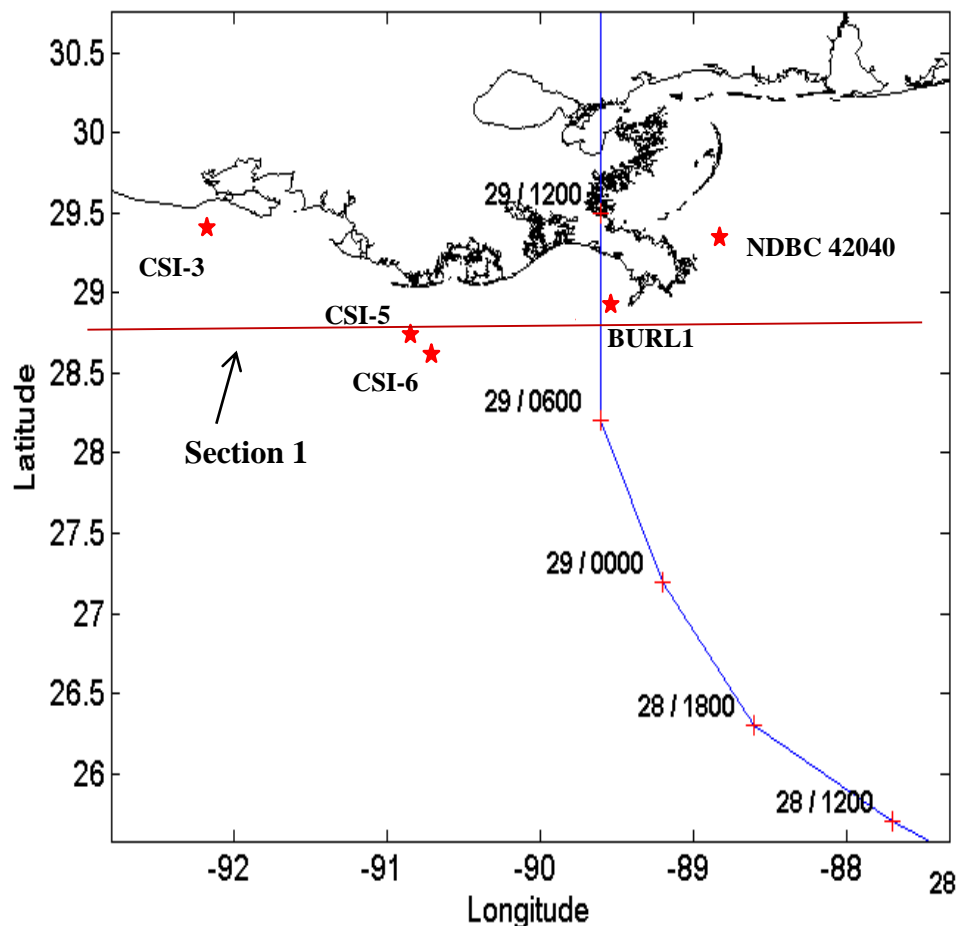 30.5
30
29.5
29
28.5
28
27.5
27
26.5
26
Latitude
29 / 1200
NDBC 42040
CSI-3
CSI-5
BURL1
CSI-6
29 / 0600
Section 1
29 / 0000
28 / 1800
28 / 1200
-92
-91
-90
-89
-88
28
Longitude